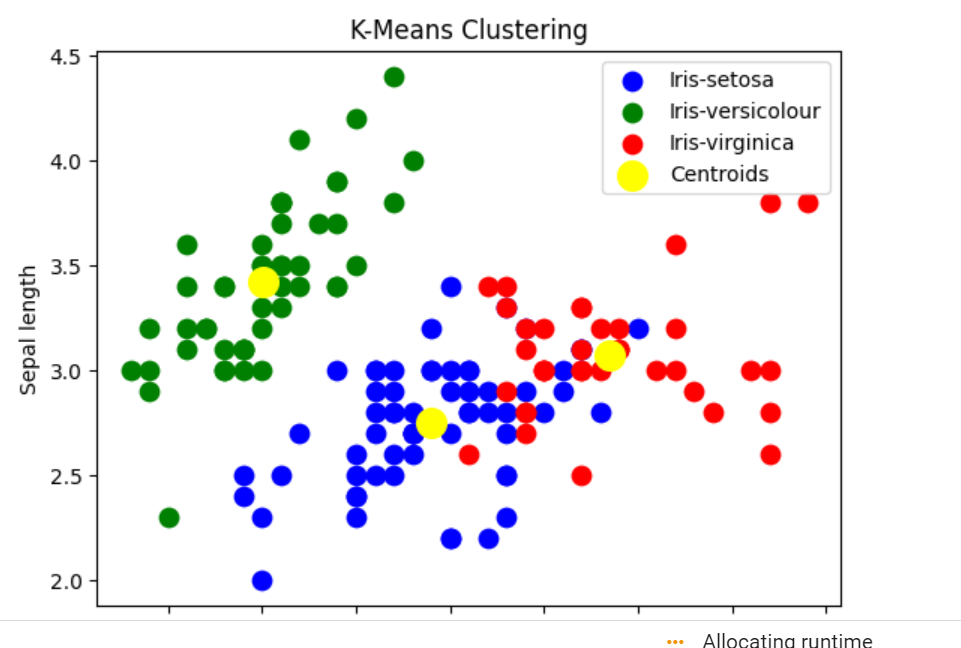 K-Means Clustering
4.5
4.0
3.5
3.0
2.5
2.0
Sepal length
Iris-setosa
Iris-versicolour
Iris-virginica
Centroids
Allocating runtime